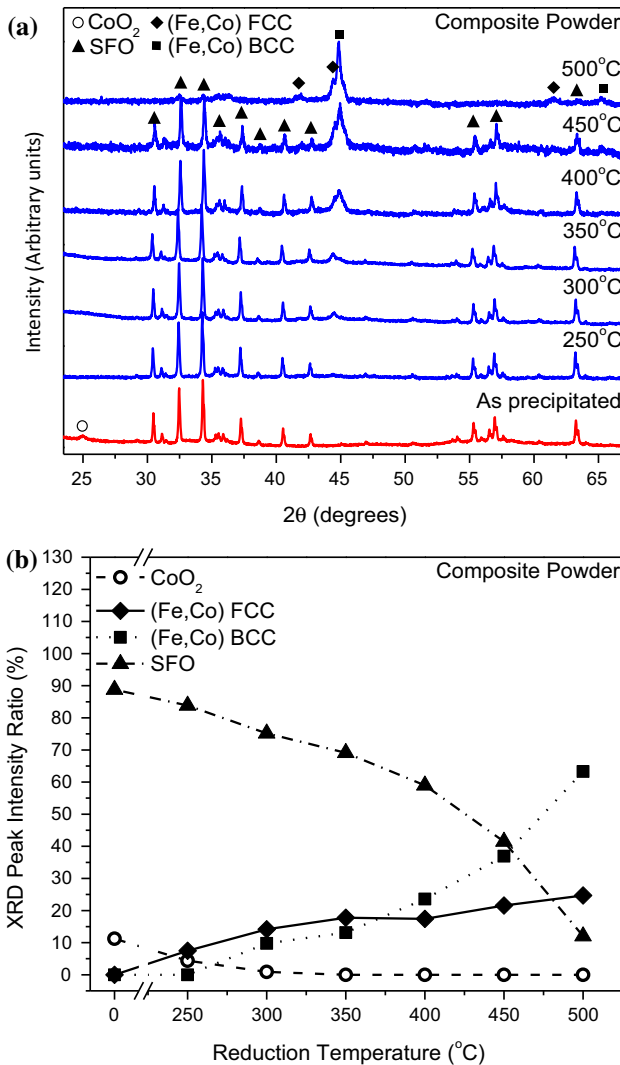 (a) ○ CoO₂ ◆ (Fe,Co) FCC Composite Powder
▲ SFO ■ (Fe,Co) BCC
500°C
450°C
400°C
350°C
300°C
250°C
As precipitated
Intensity (Arbitrary units)
25 30 35 40 45 50 55 60 65
2θ (degrees)
(b) Composite Powder
CoO₂
(Fe,Co) FCC
(Fe,Co) BCC
SFO
XRD Peak Intensity Ratio (%)
130
120
110
100
90
80
70
60
50
40
30
20
10
0
0 250 300 350 400 450 500
Reduction Temperature (°C)